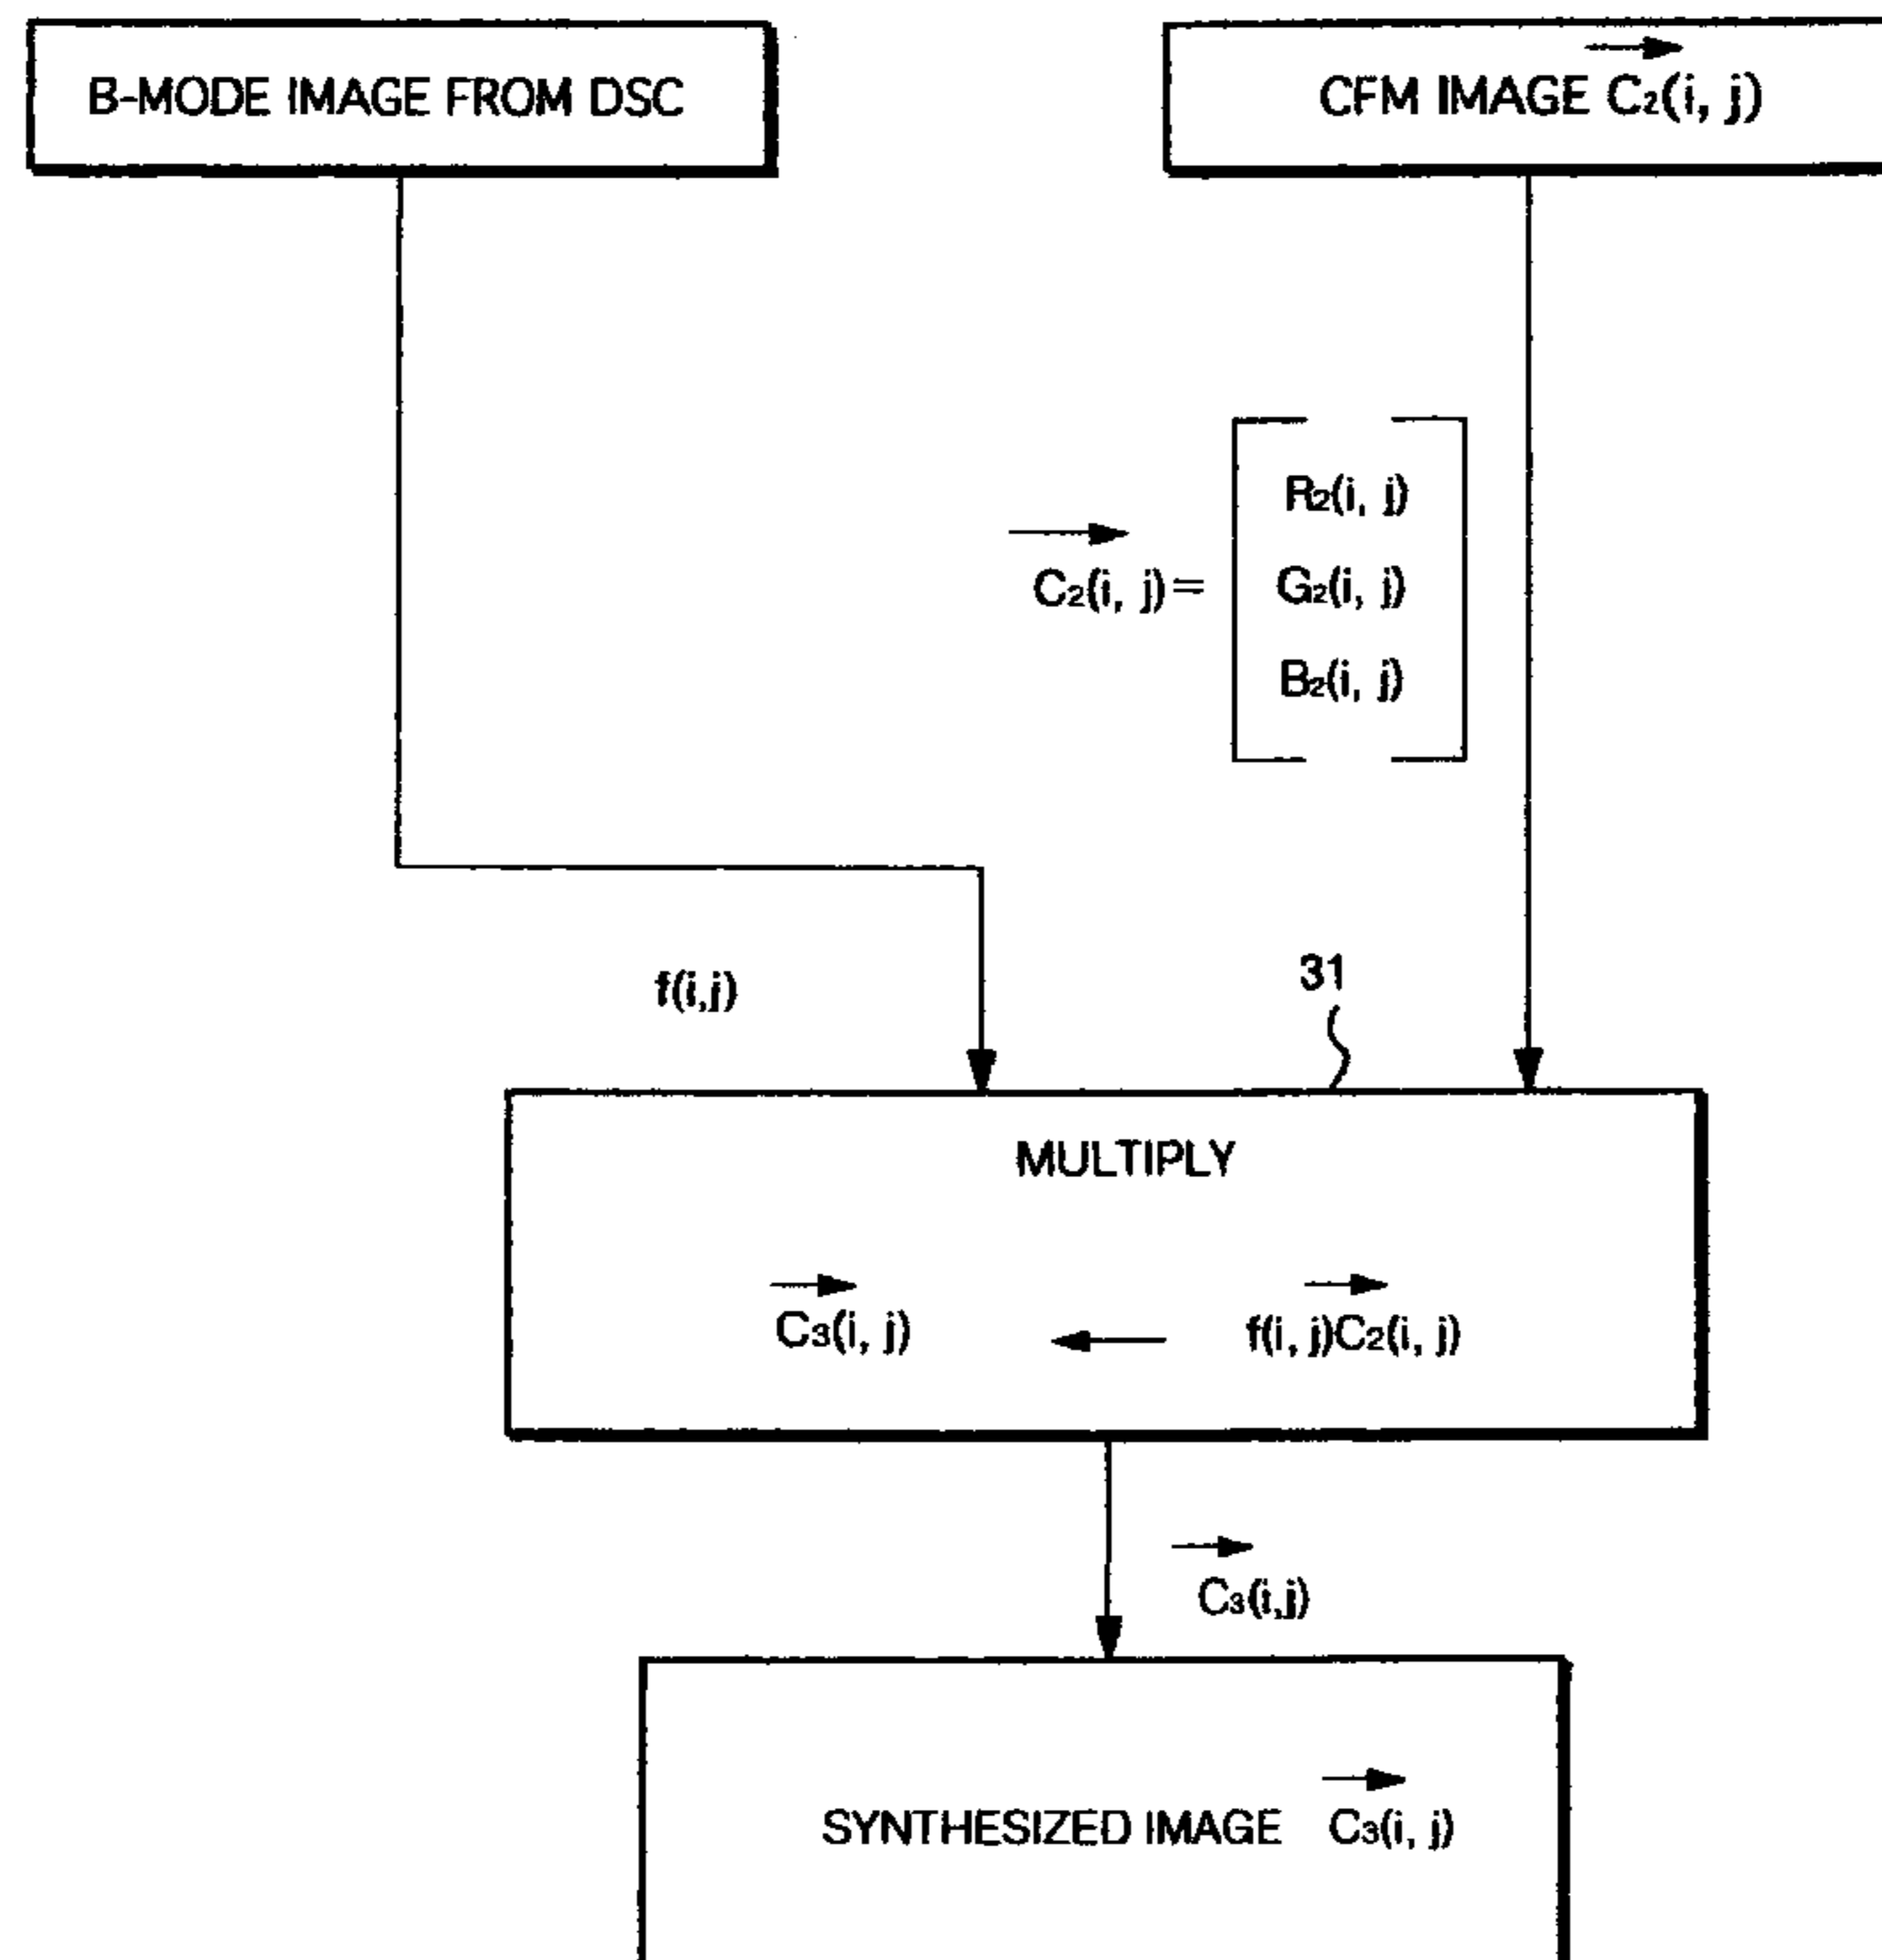 B-MODE IMAGE FROM DSC
CFM IMAGE C₂(i, j)
C₂(i, j)=
R₂(i, j)
G₂(i, j)
B₂(i, j)
f(i,j)
31
MULTIPLY
C₃(i, j) ← f(i, j)C₂(i, j)
C₃(i,j)
SYNTHESIZED IMAGE C₃(i, j)